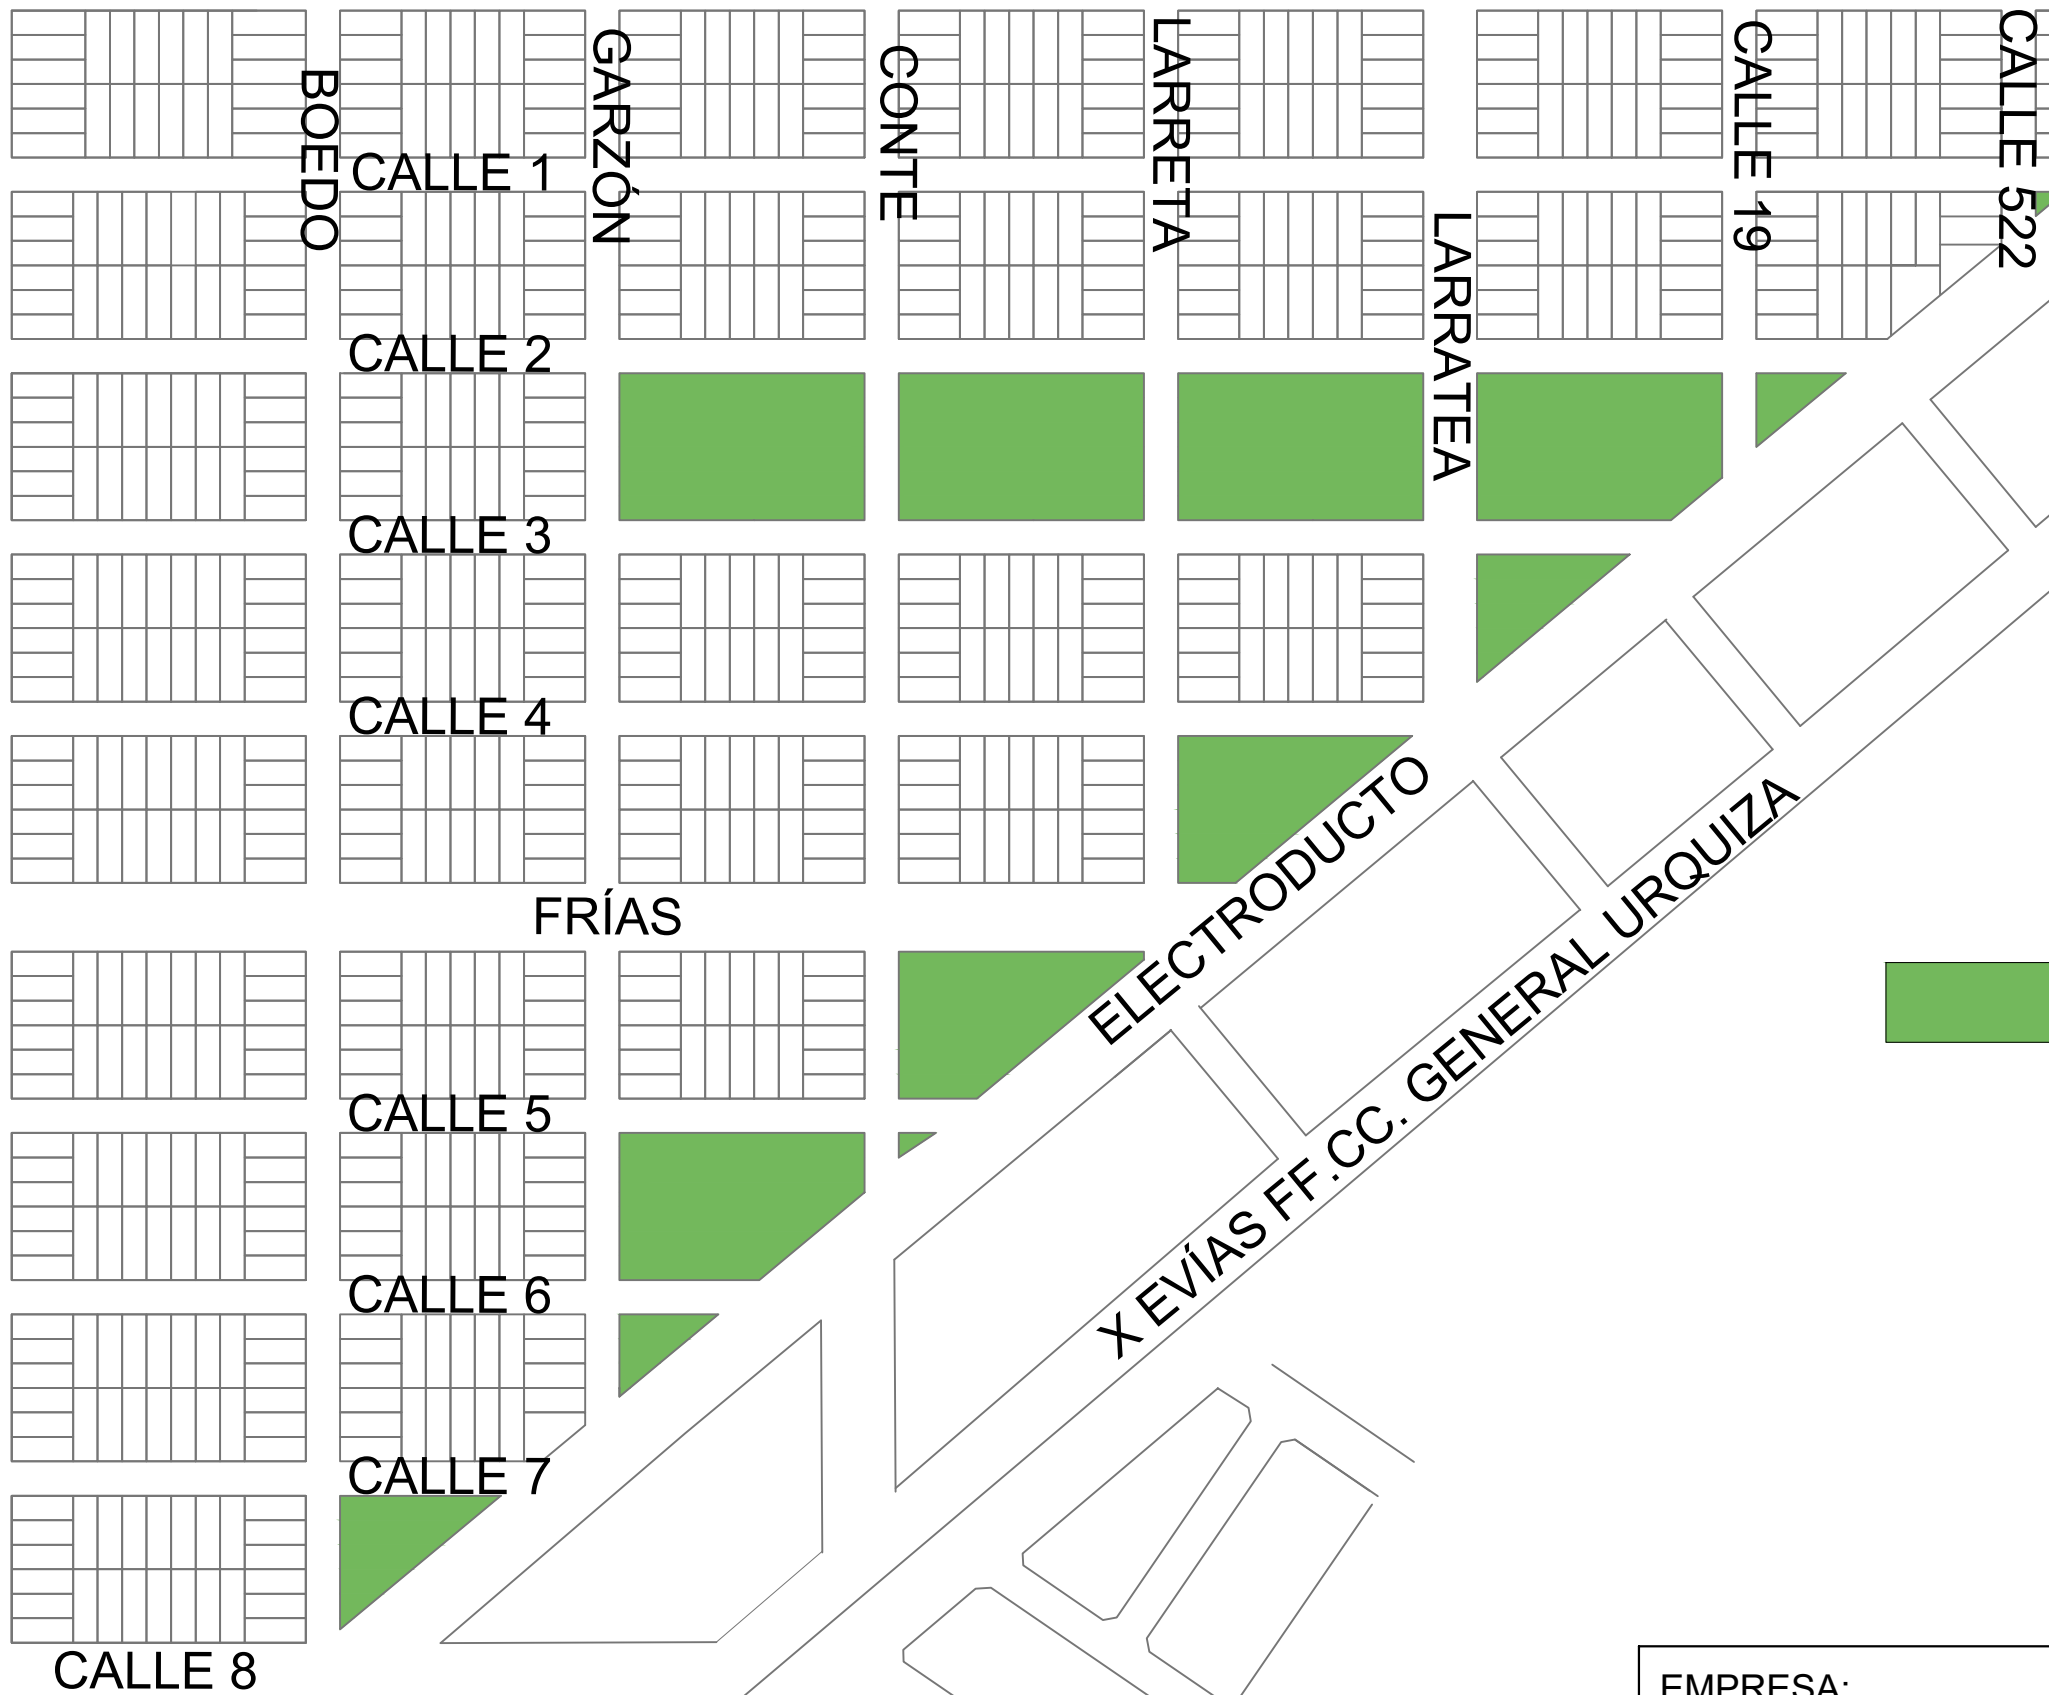 BOEDO
GARZÓN
CONTE
LARRETA
LARRATEA
CALLE 19
CALLE 522
CALLE 1
CALLE 2
CALLE 3
CALLE 4
FRÍAS
ELECTRODUCTO
X EVÍAS FF.CC. GENERAL URQUIZA
CALLE 5
CALLE 6
CALLE 7
CALLE 8
EMPRESA: